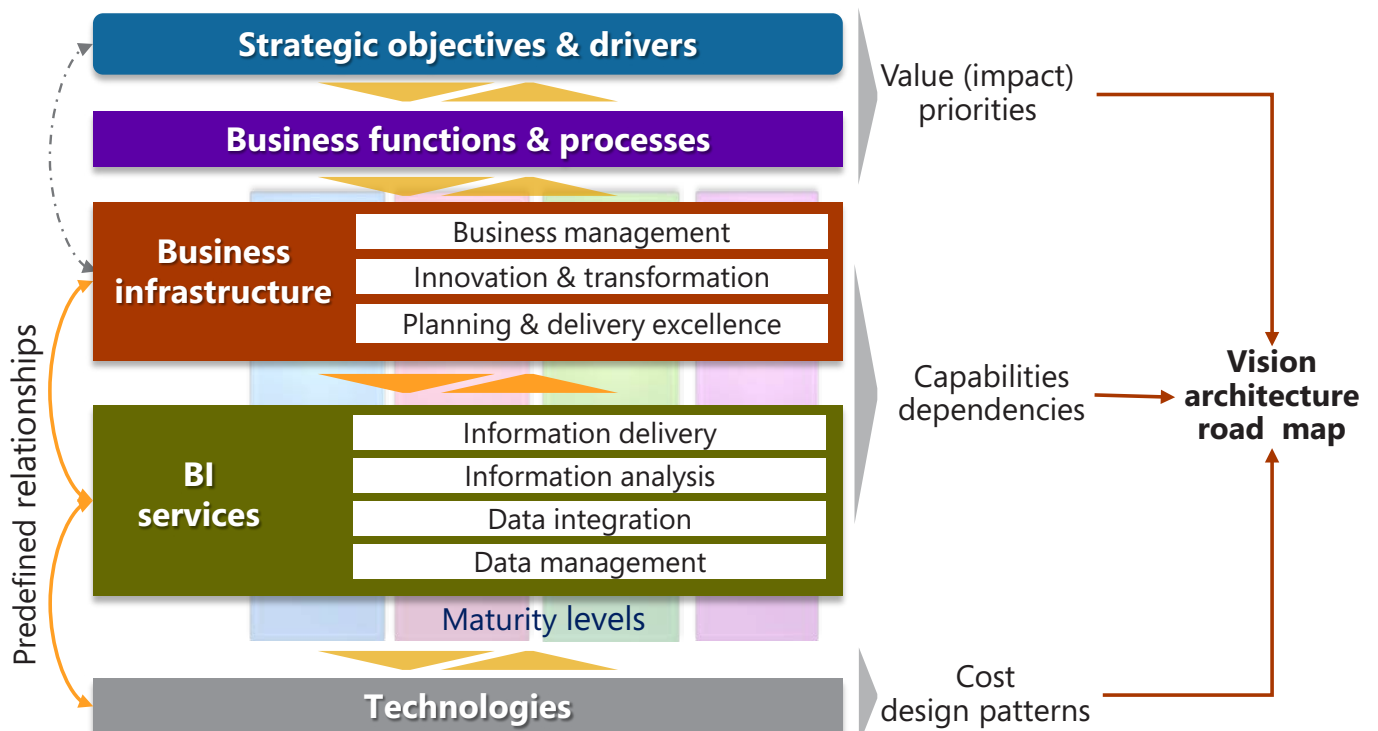 Strategic objectives & drivers
Business functions & processes
Business
infrastructure
Business management
Innovation & transformation
Planning & delivery excellence
BI
services
Information delivery
Information analysis
Data integration
Data management
Maturity levels
Technologies
Predefined relationships
Value (impact)
priorities
Capabilities
dependencies
Cost
design patterns
Vision
architecture
road map